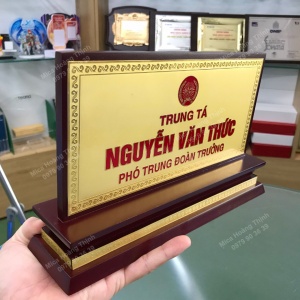 TRUNG TÁ
NGUYỄN VĂN THỨC
PHÓ TRUNG ĐOÀN TRƯỞNG